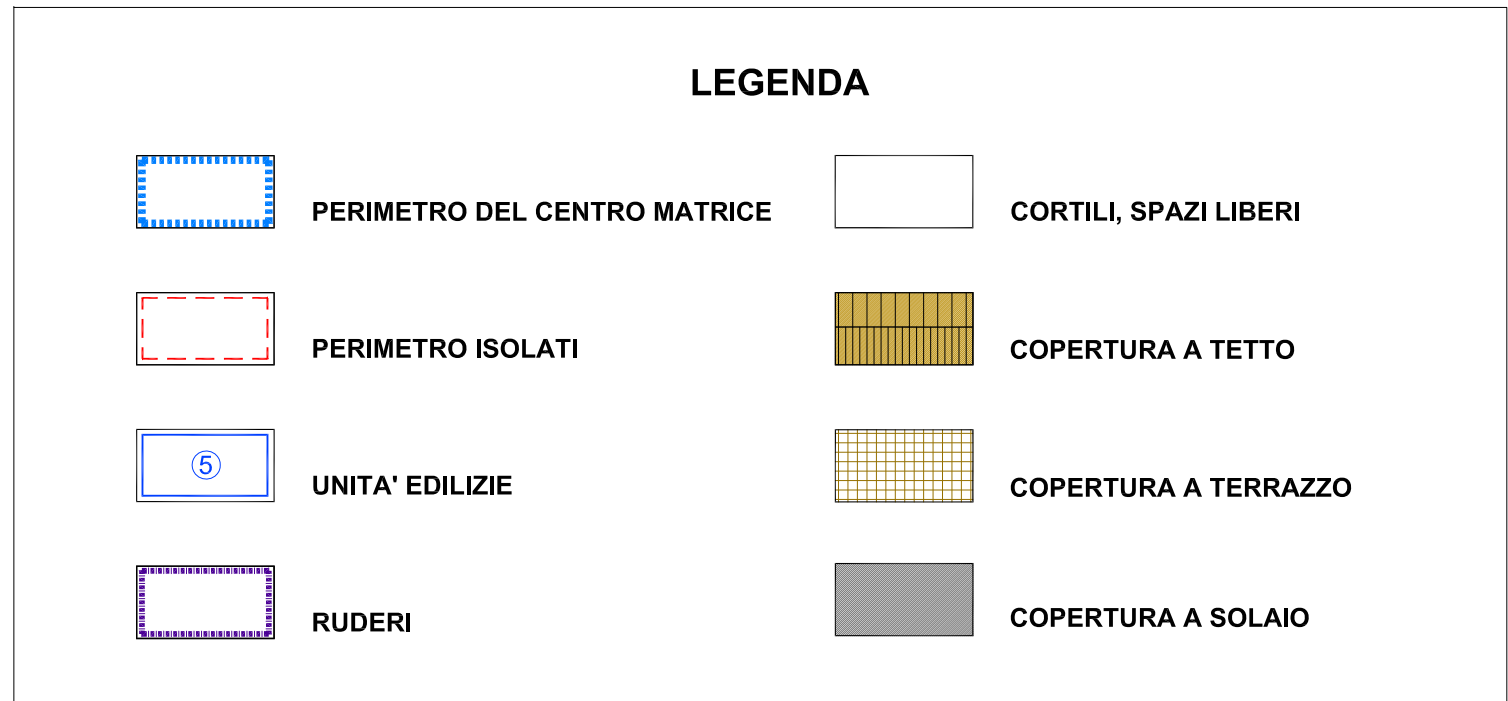 LEGENDA
PERIMETRO DEL CENTRO MATRICE
PERIMETRO ISOLATI
5
UNITA' EDILIZIE
RUDERI
CORTILI, SPAZI LIBERI
COPERTURA A TETTO
COPERTURA A TERRAZZO
COPERTURA A SOLAIO